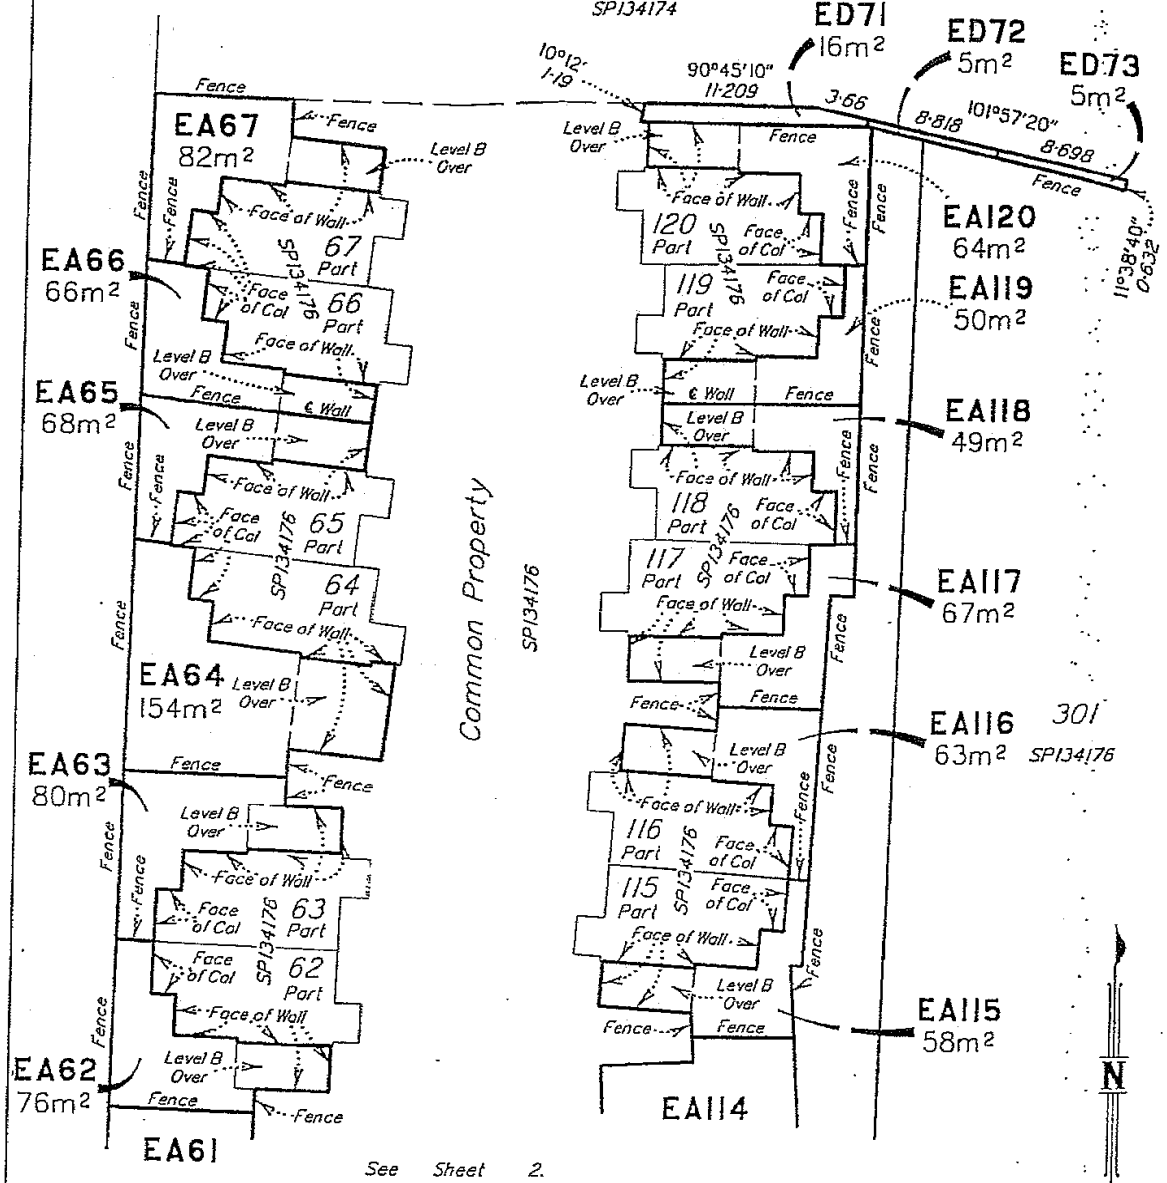 SP134174
ED71
16m²
ED72
5m²
ED73
5m²
10°12'
1·19
90°45'10"
11·209
3·66
8·818
101°57'20"
8·698
Fence
11°38'40"
0·632
Fence
EA67
82m²
Fence
Level B
Over
Fence
Fence
Face of Wall
67
Part
SP134176
EA66
66m²
Face
of Col
66
Part
Fence
Face of Wall
Level B
Over
Fence
℄ Wall
EA65
68m²
Level B
Over
Fence
Fence
Face of Wall
Face
of Col
65
Part
SP134176
64
Part
Fence
Face of Wall
EA64
154m²
Level B
Over
Fence
Fence
EA63
80m²
Level B
Over
Fence
Fence
Face of Wall
Face
of Col
63
Part
SP134176
Face
of Col
62
Part
Fence
Face of Wall
EA62
76m²
Level B
Over
Fence
Fence
EA61
Common Property
SP134176
Level B
Over
Fence
Face of Wall
120
Part
Face
of Col
SP134176
Fence
Fence
EA120
64m²
119
Part
Face
of Col
EA119
50m²
Face of Wall
Fence
Level B
Over
℄ Wall
Fence
Level B
Over
EA118
49m²
Face of Wall
Fence
Fence
118
Part
Face
of Col
SP134176
117
Part
Face
of Col
EA117
67m²
Face of Wall
Fence
Level B
Over
Fence
Fence
EA116
63m²
301
SP134176
Level B
Over
Face of Wall
Fence
Fence
116
Part
Face
of Col
SP134176
115
Part
Face
of Col
Face of Wall
Fence
Level B
Over
EA115
58m²
Fence
Fence
EA114
N
See Sheet 2.